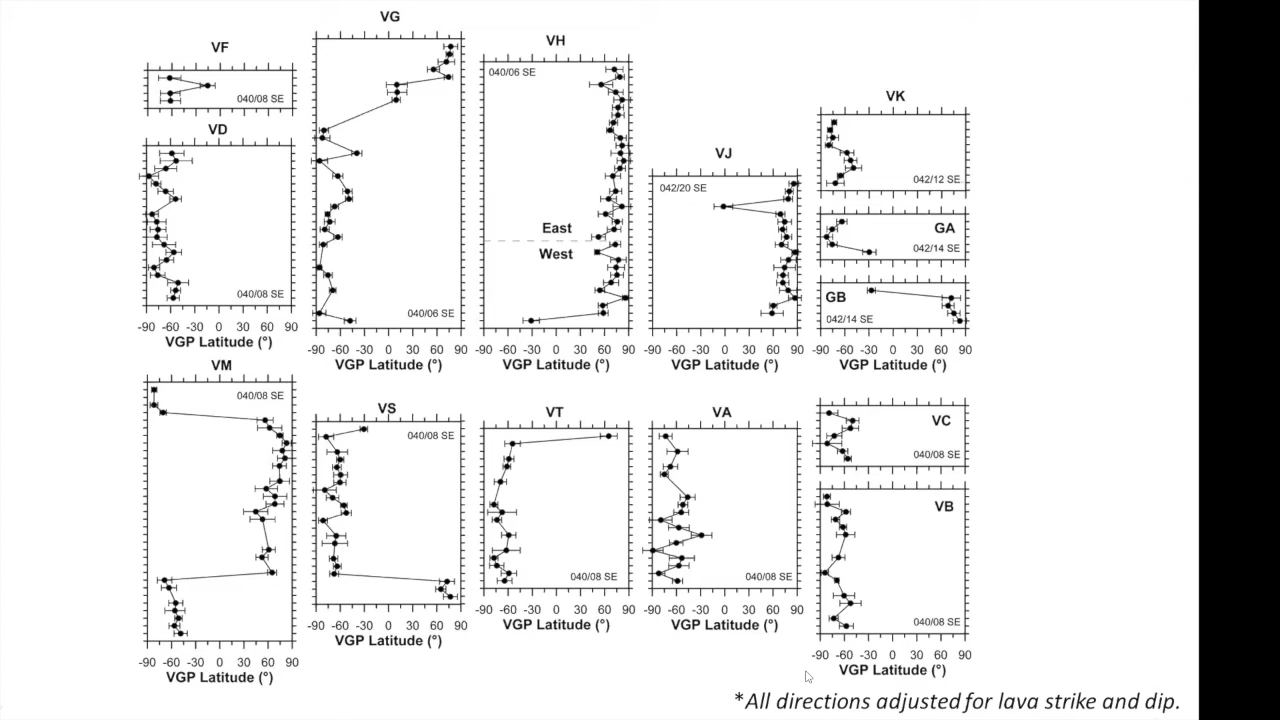 VF
040/08 SE
VD
040/08 SE
-90 -60 -30 0 30 60 90
VGP Latitude (°)
VG
040/06 SE
-90 -60 -30 0 30 60 90
VGP Latitude (°)
VH
040/06 SE
East
West
-90 -60 -30 0 30 60 90
VGP Latitude (°)
VJ
042/20 SE
-90 -60 -30 0 30 60 90
VGP Latitude (°)
VK
042/12 SE
GA
042/14 SE
GB
042/14 SE
-90 -60 -30 0 30 60 90
VGP Latitude (°)
VM
040/08 SE
-90 -60 -30 0 30 60 90
VGP Latitude (°)
VS
040/08 SE
-90 -60 -30 0 30 60 90
VGP Latitude (°)
VT
040/08 SE
-90 -60 -30 0 30 60 90
VGP Latitude (°)
VA
040/08 SE
-90 -60 -30 0 30 60 90
VGP Latitude (°)
VC
040/08 SE
VB
040/08 SE
-90 -60 -30 0 30 60 90
VGP Latitude (°)
*All directions adjusted for lava strike and dip.